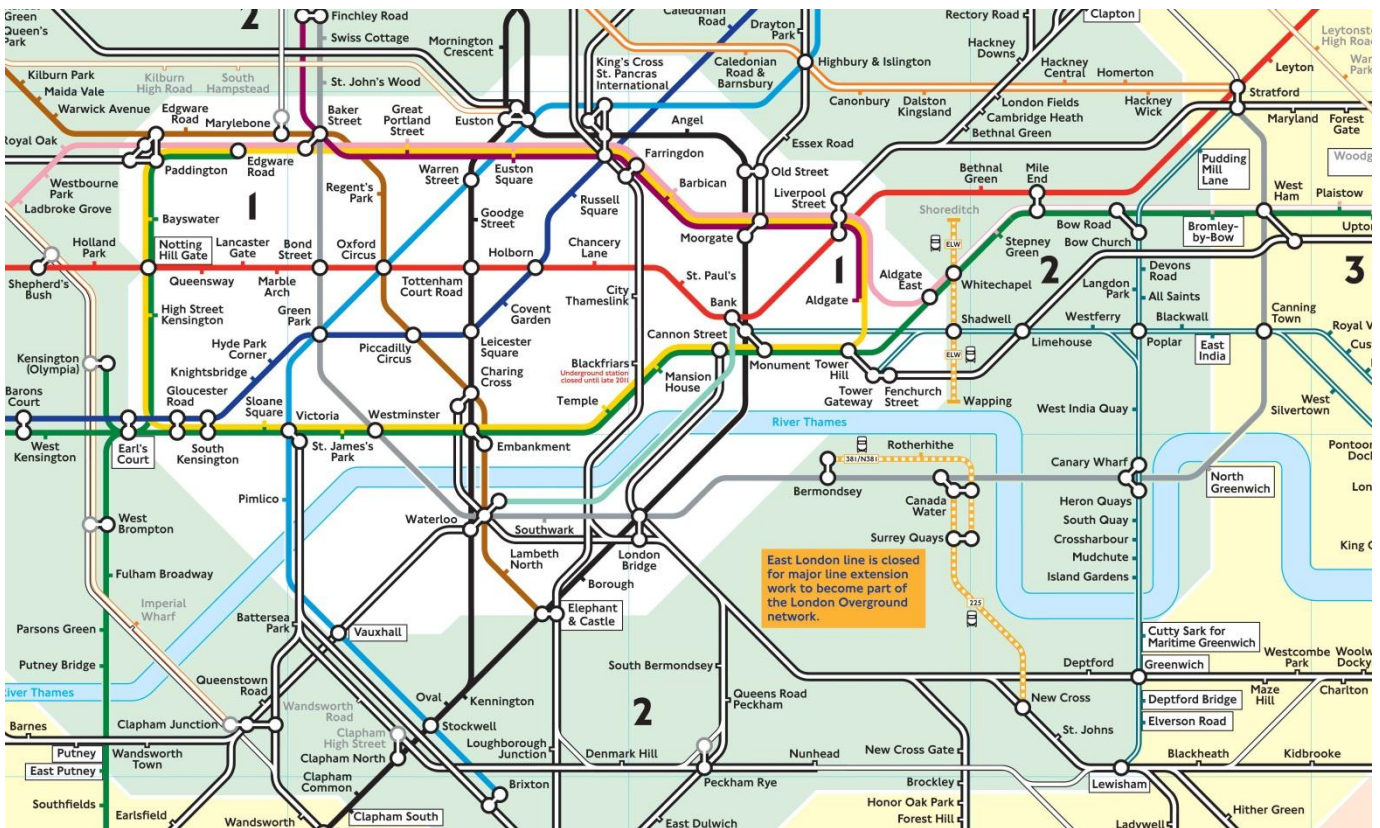 Green
Queen's
Park
2
Finchley Road
Swiss Cottage
St. John's Wood
Mornington
Crescent
King's Cross
St. Pancras
International
Caledonian
Road
Drayton
Park
Caledonian
Road &
Barnsbury
Highbury & Islington
Rectory Road
Clapton
Hackney
Downs
Hackney
Central
Homerton
Leytonstone
High Road
Leyton
Kilburn Park
Maida Vale
Warwick Avenue
Kilburn
High Road
South
Hampstead
Edgware
Road
Marylebone
Baker
Street
Great
Portland
Street
Euston
Angel
Canonbury
Dalston
Kingsland
London Fields
Cambridge Heath
Bethnal Green
Hackney
Wick
Stratford
Maryland
Forest
Gate
Royal Oak
Paddington
Edgware
Road
Warren
Street
Euston
Square
Farringdon
Barbican
Essex Road
Old Street
Liverpool
Street
Bethnal
Green
Mile
End
Pudding
Mill
Lane
West
Ham
Plaistow
Westbourne
Park
Ladbroke Grove
Bayswater
1
Regent's
Park
Goodge
Street
Russell
Square
Moorgate
Shoreditch
ELW
Bow Road
Bow Church
Bromley-
by-Bow
Stepney
Green
Holland
Park
Notting
Hill Gate
Lancaster
Gate
Bond
Street
Oxford
Circus
Holborn
Chancery
Lane
St. Paul's
1
Aldgate
East
Aldgate
Whitechapel
2
Devons
Road
Langdon
Park
All Saints
3
Shepherd's
Bush
Queensway
Marble
Arch
Tottenham
Court Road
City
Thameslink
Bank
High Street
Kensington
Green
Park
Covent
Garden
Cannon Street
Shadwell
Westferry
Blackwall
Canning
Town
Kensington
(Olympia)
Hyde Park
Corner
Piccadilly
Circus
Leicester
Square
Blackfriars
Underground station
closed until late 2011
Mansion
House
Monument
Tower
Hill
Limehouse
Poplar
East
India
ELW
Barons
Court
Gloucester
Road
Knightsbridge
Sloane
Square
Charing
Cross
Temple
Tower
Gateway
Fenchurch
Street
Wapping
West India Quay
West
Silvertown
Victoria
Westminster
West
Kensington
Earl's
Court
South
Kensington
St. James's
Park
Embankment
River Thames
Rotherhithe
381/N381
Bermondsey
Canada
Water
Canary Wharf
Heron Quays
North
Greenwich
Pimlico
Waterloo
Southwark
London
Bridge
Surrey Quays
South Quay
Crossharbour
Mudchute
Island Gardens
West
Brompton
Fulham Broadway
Lambeth
North
Borough
East London line is closed
for major line extension
work to become part of
the London Overground
network.
225
Imperial
Wharf
Battersea
Park
Vauxhall
Elephant
& Castle
Parsons Green
Putney Bridge
Cutty Sark for
Maritime Greenwich
River Thames
Queenstown
Road
South Bermondsey
Deptford
Greenwich
Westcombe
Park
Maze
Hill
Charlton
Barnes
Clapham Junction
Wandsworth
Road
Oval
Kennington
Stockwell
2
Queens Road
Peckham
New Cross
Deptford Bridge
Elverson Road
Putney
East Putney
Wandsworth
Town
Clapham
High Street
Clapham North
Clapham
Common
Loughborough
Junction
Denmark Hill
Nunhead
New Cross Gate
St. Johns
Blackheath
Kidbrooke
Southfields
Earlsfield
Wandsworth
Clapham South
Brixton
Peckham Rye
East Dulwich
Brockley
Honor Oak Park
Forest Hill
Lewisham
Ladywell
Hither Green